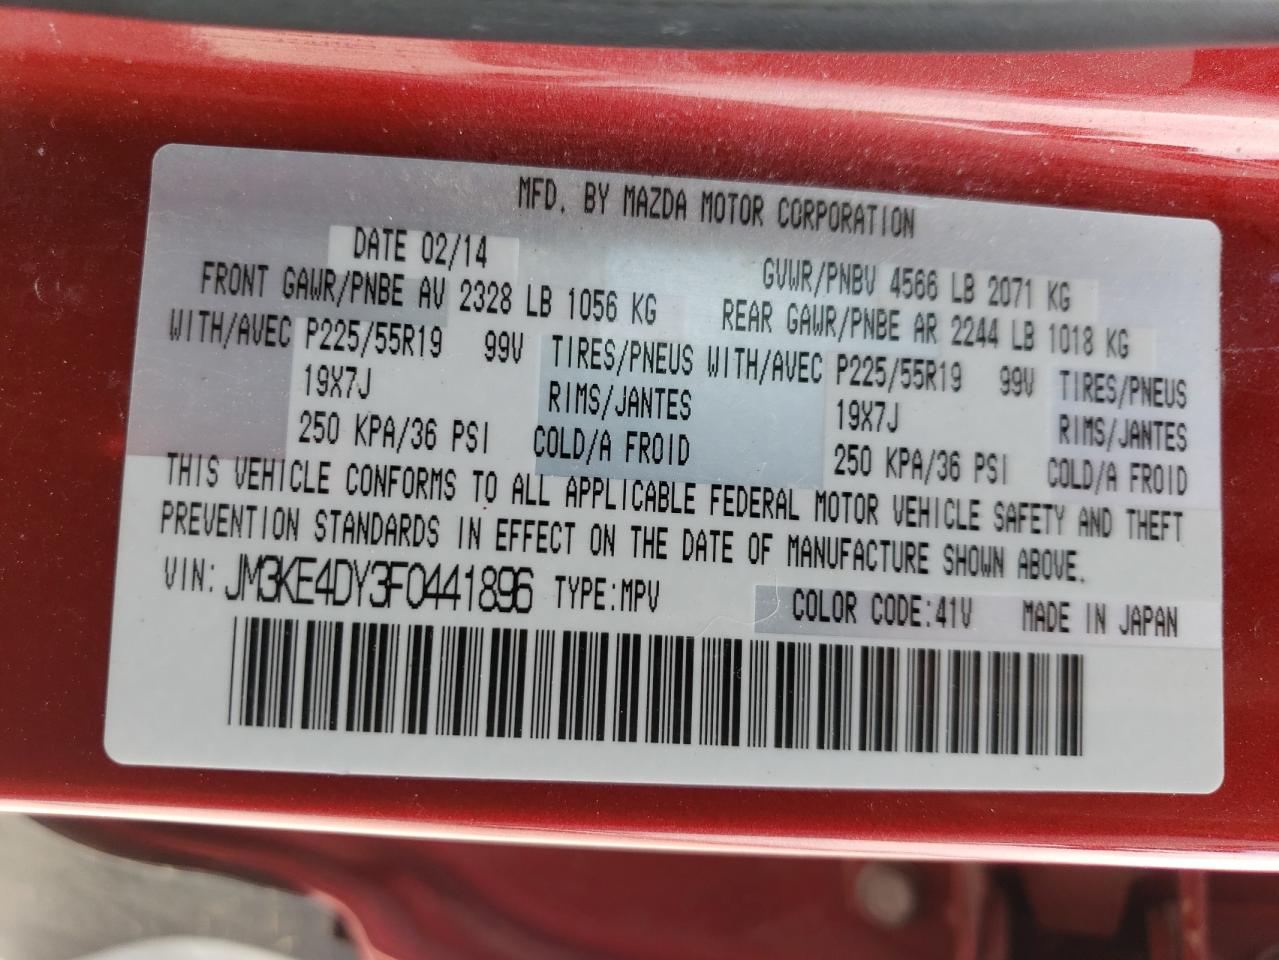 MFD. BY MAZDA MOTOR CORPORATION
DATE 02/14 GVWR/PNBV 4566 LB 2071 KG
FRONT GAWR/PNBE AV 2328 LB 1056 KG REAR GAWR/PNBE AR 2244 LB 1018 KG
WITH/AVEC P225/55R19 99V TIRES/PNEUS WITH/AVEC P225/55R19 99V TIRES/PNEUS
19X7J RIMS/JANTES 19X7J RIMS/JANTES
250 KPA/36 PSI COLD/A FROID 250 KPA/36 PSI COLD/A FROID
THIS VEHICLE CONFORMS TO ALL APPLICABLE FEDERAL MOTOR VEHICLE SAFETY AND THEFT
PREVENTION STANDARDS IN EFFECT ON THE DATE OF MANUFACTURE SHOWN ABOVE.
VIN: JM3KE4DY3F0441896 TYPE:MPV COLOR CODE:41V MADE IN JAPAN